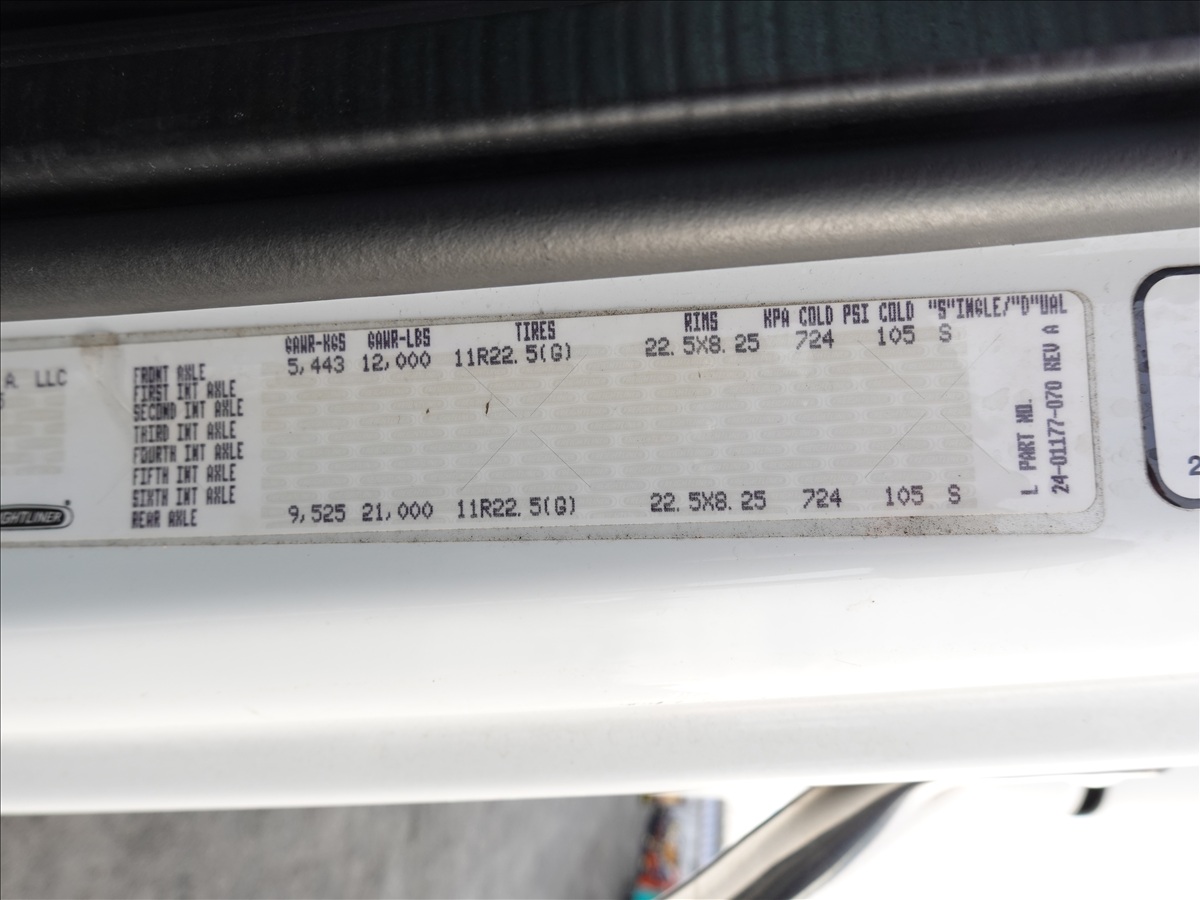 GAWR-KGS GAWR-LBS TIRES RIMS KPA COLD PSI COLD "S"INGLE/"D"UAL
FRONT AXLE 5,443 12,000 11R22.5(G) 22.5X8.25 724 105 S
FIRST INT AXLE
SECOND INT AXLE
THIRD INT AXLE
FOURTH INT AXLE
FIFTH INT AXLE
SIXTH INT AXLE
REAR AXLE 9,525 21,000 11R22.5(G) 22.5X8.25 724 105 S
L PART NO.
24-01177-070 REV A
A LLC
GHTLINER
2